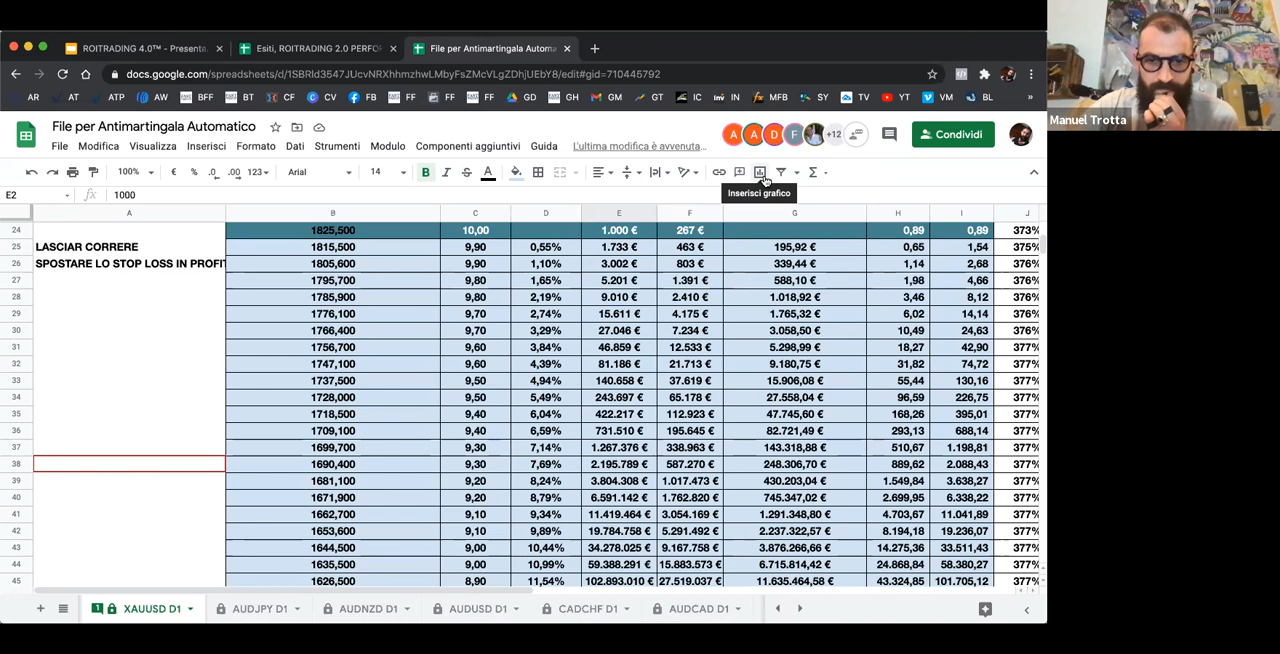 ROITRADING 4.0™ - Presenta.
Esiti, ROITRADING 2.0 PERFO
File per Antimartingala Automa
docs.google.com/spreadsheets/d/1SBRld3547JUcvNRXhhmzhwLMbyFsZMcVLgZDhjUEbY8/edit#gid=710445792
AR AT ATP AW BFF BT CF CV FB FF FF FF GD GH GM GT IC INV IN MFB SY TV YT VM BL »
Manuel Trotta
File per Antimartingala Automatico
A A D F +12
Condividi
File Modifica Visualizza Inserisci Formato Dati Strumenti Modulo Componenti aggiuntivi Guida L'ultima modifica è avvenuta...
100% € % .0 .00 123 Arial 14 B I S A
Inserisci grafico
E2 fx 1000
A B C D E F G H I J
24 1825,500 10,00 1.000 € 267 € 0,89 0,89 373%
25 LASCIAR CORRERE 1815,500 9,90 0,55% 1.733 € 463 € 195,92 € 0,65 1,54 375%
26 SPOSTARE LO STOP LOSS IN PROFIT 1805,600 9,90 1,10% 3.002 € 803 € 339,44 € 1,14 2,68 376%
27 1795,700 9,80 1,65% 5.201 € 1.391 € 588,10 € 1,98 4,66 376%
28 1785,900 9,80 2,19% 9.010 € 2.410 € 1.018,92 € 3,46 8,12 376%
29 1776,100 9,70 2,74% 15.611 € 4.175 € 1.765,32 € 6,02 14,14 376%
30 1766,400 9,70 3,29% 27.046 € 7.234 € 3.058,50 € 10,49 24,63 376%
31 1756,700 9,60 3,84% 46.859 € 12.533 € 5.298,99 € 18,27 42,90 377%
32 1747,100 9,60 4,39% 81.186 € 21.713 € 9.180,75 € 31,82 74,72 377%
33 1737,500 9,50 4,94% 140.658 € 37.619 € 15.906,08 € 55,44 130,16 377%
34 1728,000 9,50 5,49% 243.697 € 65.178 € 27.558,04 € 96,59 226,75 377%
35 1718,500 9,40 6,04% 422.217 € 112.923 € 47.745,60 € 168,26 395,01 377%
36 1709,100 9,40 6,59% 731.510 € 195.645 € 82.721,49 € 293,13 688,14 377%
37 1699,700 9,30 7,14% 1.267.376 € 338.963 € 143.318,88 € 510,67 1.198,81 377%
38 1690,400 9,30 7,69% 2.195.789 € 587.270 € 248.306,70 € 889,62 2.088,43 377%
39 1681,100 9,20 8,24% 3.804.308 € 1.017.473 € 430.203,04 € 1.549,84 3.638,27 377%
40 1671,900 9,20 8,79% 6.591.142 € 1.762.820 € 745.347,02 € 2.699,95 6.338,22 377%
41 1662,700 9,10 9,34% 11.419.464 € 3.054.169 € 1.291.348,80 € 4.703,67 11.041,89 377%
42 1653,600 9,10 9,89% 19.784.758 € 5.291.492 € 2.237.322,57 € 8.194,18 19.236,07 377%
43 1644,500 9,00 10,44% 34.278.025 € 9.167.758 € 3.876.266,66 € 14.275,36 33.511,43 377%
44 1635,500 9,00 10,99% 59.388.291 € 15.883.573 € 6.715.814,42 € 24.868,84 58.380,27 377%
45 1626,500 8,90 11,54% 102.893.010 € 27.519.037 € 11.635.464,58 € 43.324,85 101.705,12 377%
1 XAUUSD D1 AUDJPY D1 AUDNZD D1 AUDUSD D1 CADCHF D1 AUDCAD D1